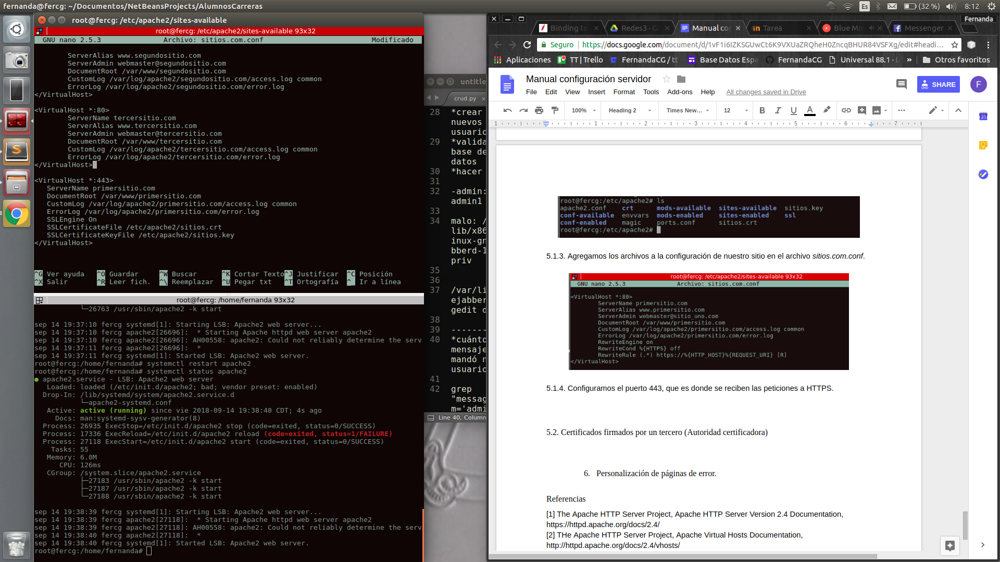 fernanda@fercg: ~/Documentos/NetBeansProjects/AlumnosCarreras
Es
(32 %)
8:12
root@fercg: /etc/apache2/sites-available
root@fercg: /etc/apache2/sites-available 93x32
GNU nano 2.5.3 Archivo: sitios.com.conf Modificado
ServerAlias www.segundositio.com
ServerAdmin webmaster@segundositio.com
DocumentRoot /var/www/segundositio.com
CustomLog /var/log/apache2/segundositio.com/access.log common
ErrorLog /var/log/apache2/segundositio.com/error.log
</VirtualHost>
<VirtualHost *:80>
ServerName tercersitio.com
ServerAlias www.tercersitio.com
ServerAdmin webmaster@tercersitio.com
DocumentRoot /var/www/tercersitio.com
CustomLog /var/log/apache2/tercersitio.com/access.log common
ErrorLog /var/log/apache2/tercersitio.com/error.log
</VirtualHost>
<VirtualHost *:443>
ServerName primersitio.com
DocumentRoot /var/www/primersitio.com
CustomLog /var/log/apache2/primersitio.com/access.log common
ErrorLog /var/log/apache2/primersitio.com/error.log
SSLEngine On
SSLCertificateFile /etc/apache2/sitios.crt
SSLCertificateKeyFile /etc/apache2/sitios.key
</VirtualHost>
^G Ver ayuda ^O Guardar ^W Buscar ^K Cortar Texto ^J Justificar ^C Posición
^X Salir ^R Leer fich. ^\ Reemplazar ^U Pegar txt ^T Ortografía ^_ Ir a línea
root@fercg: /home/fernanda 93x32
└─26763 /usr/sbin/apache2 -k start
sep 14 19:37:10 fercg systemd[1]: Starting LSB: Apache2 web server...
sep 14 19:37:10 fercg apache2[26696]:  * Starting Apache httpd web server apache2
sep 14 19:37:10 fercg apache2[26696]: AH00558: apache2: Could not reliably determine the serv
sep 14 19:37:11 fercg apache2[26696]:  *
sep 14 19:37:11 fercg systemd[1]: Started LSB: Apache2 web server.
root@fercg:/home/fernanda# systemctl restart apache2
root@fercg:/home/fernanda# systemctl status apache2
● apache2.service - LSB: Apache2 web server
Loaded: loaded (/etc/init.d/apache2; bad; vendor preset: enabled)
Drop-In: /lib/systemd/system/apache2.service.d
└─apache2-systemd.conf
Active: active (running) since vie 2018-09-14 19:38:40 CDT; 4s ago
Docs: man:systemd-sysv-generator(8)
Process: 26935 ExecStop=/etc/init.d/apache2 stop (code=exited, status=0/SUCCESS)
Process: 17336 ExecReload=/etc/init.d/apache2 reload (code=exited, status=1/FAILURE)
Process: 27118 ExecStart=/etc/init.d/apache2 start (code=exited, status=0/SUCCESS)
Tasks: 55
Memory: 6.0M
CPU: 126ms
CGroup: /system.slice/apache2.service
├─27183 /usr/sbin/apache2 -k start
├─27187 /usr/sbin/apache2 -k start
└─27188 /usr/sbin/apache2 -k start
sep 14 19:38:39 fercg systemd[1]: Starting LSB: Apache2 web server...
sep 14 19:38:39 fercg apache2[27118]:  * Starting Apache httpd web server apache2
sep 14 19:38:39 fercg apache2[27118]: AH00558: apache2: Could not reliably determine the serv
sep 14 19:38:40 fercg apache2[27118]:  *
sep 14 19:38:40 fercg systemd[1]: Started LSB: Apache2 web server.
root@fercg:/home/fernanda#
untitle
crud.py ×
28 *crear
nuevos
usuario
29 *valida
base de
datos
30 *hacer
31
32 -admin:
admin1
33
34 malo: /
lib/x86
inux-gn
bberd-1
priv
35
36
37 /var/li
ejabber
gedit
38
39 -------
40 *cuánto
mensaje
mandó n
usuario
41
42 grep
"messag
m='admi
Line 40, Column
Binding to
Redes3 - G
Manual co
Tarea
Blue Mo
Messenger
Fernanda
Seguro https://docs.google.com/document/d/1vF1i6IZKSGUwCt6K9VXUaZRQheH0ZncqBHUR84VSFXg/edit#headi...
Aplicaciones TT | Trello FernandaCG / tt Base Datos Espa FernandaCG Universal 88.1 - L » Otros favoritos
Manual configuración servidor
File Edit View Insert Format Tools Add-ons Help All changes saved in Drive
SHARE
F
100% Heading 2 Times New... 12 B I U A
1 1 2 3 4 5 6 7
31
root@fercg:/etc/apache2# ls
apache2.conf crt mods-available sites-available sitios.key
conf-available envvars mods-enabled sites-enabled ssl
conf-enabled magic ports.conf sitios.crt
root@fercg:/etc/apache2#
5.1.3. Agregamos los archivos a la configuración de nuestro sitio en el archivo sitios.com.conf.
root@fercg: /etc/apache2/sites-available 93x32
GNU nano 2.5.3 Archivo: sitios.com.conf
<VirtualHost *:80>
ServerName primersitio.com
ServerAlias www.primersitio.com
ServerAdmin webmaster@sitio_uno.com
DocumentRoot /var/www/primersitio.com
CustomLog /var/log/apache2/primersitio.com/access.log common
ErrorLog /var/log/apache2/primersitio.com/error.log
RewriteEngine on
RewriteCond %{HTTPS} off
RewriteRule (.*) https://%{HTTP_HOST}%{REQUEST_URI} [R]
</VirtualHost>
5.1.4. Configuramos el puerto 443, que es donde se reciben las peticiones a HTTPS.
5.2. Certificados firmados por un tercero (Autoridad certificadora)
6. Personalización de páginas de error.
Referencias
[1] The Apache HTTP Server Project, Apache HTTP Server Version 2.4 Documentation,
https://httpd.apache.org/docs/2.4/
[2] THe Apache HTTP Server Project, Apache Virtual Hosts Documentation,
http://httpd.apache.org/docs/2.4/vhosts/